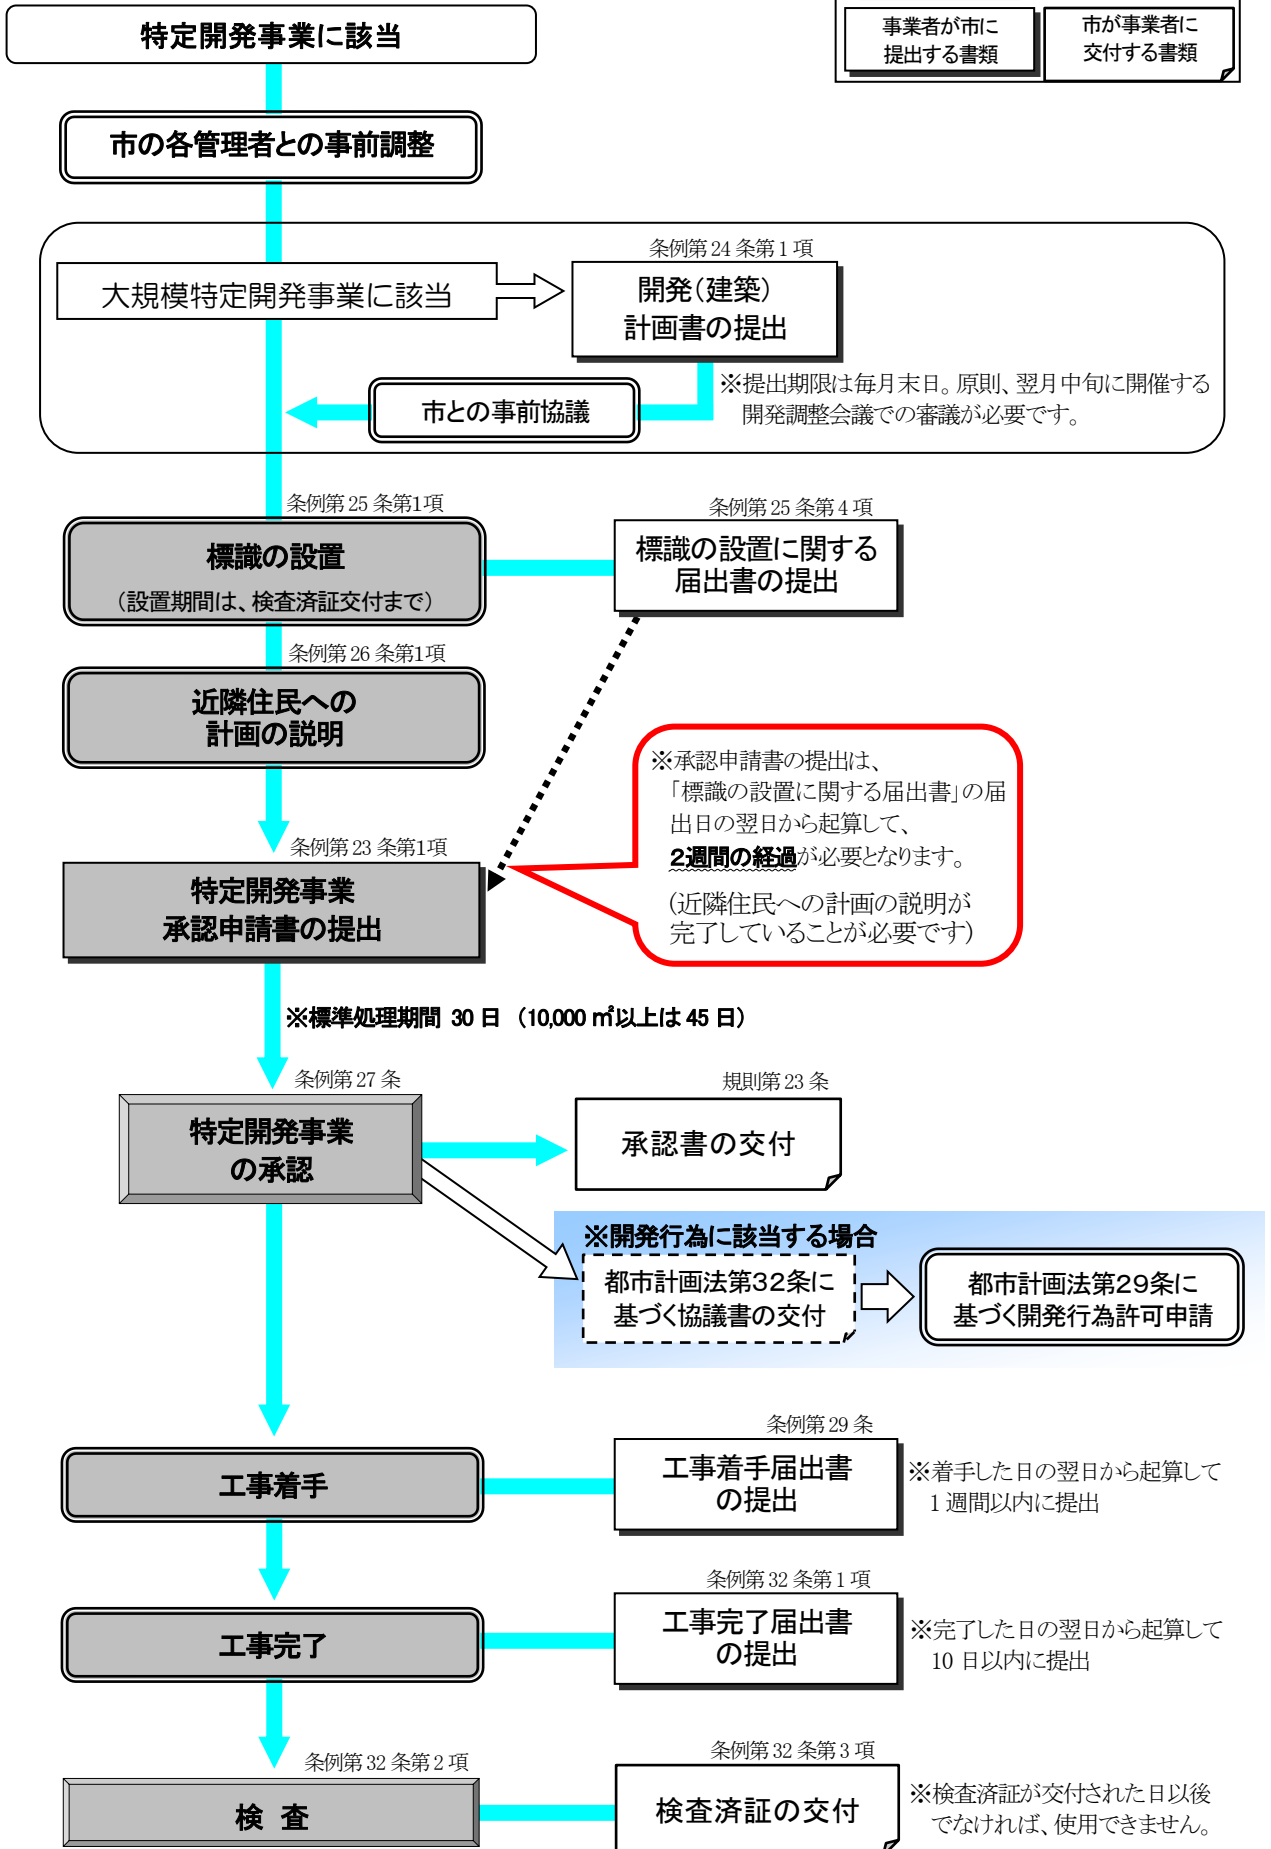 特定開発事業に該当
事業者が市に
提出する書類
市が事業者に
交付する書類
市の各管理者との事前調整
条例第24条第1項
大規模特定開発事業に該当
開発(建築)
計画書の提出
※提出期限は毎月末日。原則、翌月中旬に開催する
開発調整会議での審議が必要です。
市との事前協議
条例第25条第1項
標識の設置
(設置期間は、検査済証交付まで)
条例第25条第4項
標識の設置に関する
届出書の提出
条例第26条第1項
近隣住民への
計画の説明
※承認申請書の提出は、
「標識の設置に関する届出書」の届
出日の翌日から起算して、
2週間の経過が必要となります。
(近隣住民への計画の説明が
完了していることが必要です)
条例第23条第1項
特定開発事業
承認申請書の提出
※標準処理期間 30日 (10,000㎡以上は45日)
条例第27条
特定開発事業
の承認
規則第23条
承認書の交付
※開発行為に該当する場合
都市計画法第32条に
基づく協議書の交付
都市計画法第29条に
基づく開発行為許可申請
工事着手
条例第29条
工事着手届出書
の提出
※着手した日の翌日から起算して
1週間以内に提出
工事完了
条例第32条第1項
工事完了届出書
の提出
※完了した日の翌日から起算して
10日以内に提出
条例第32条第2項
検 査
条例第32条第3項
検査済証の交付
※検査済証が交付された日以後
でなければ、使用できません。